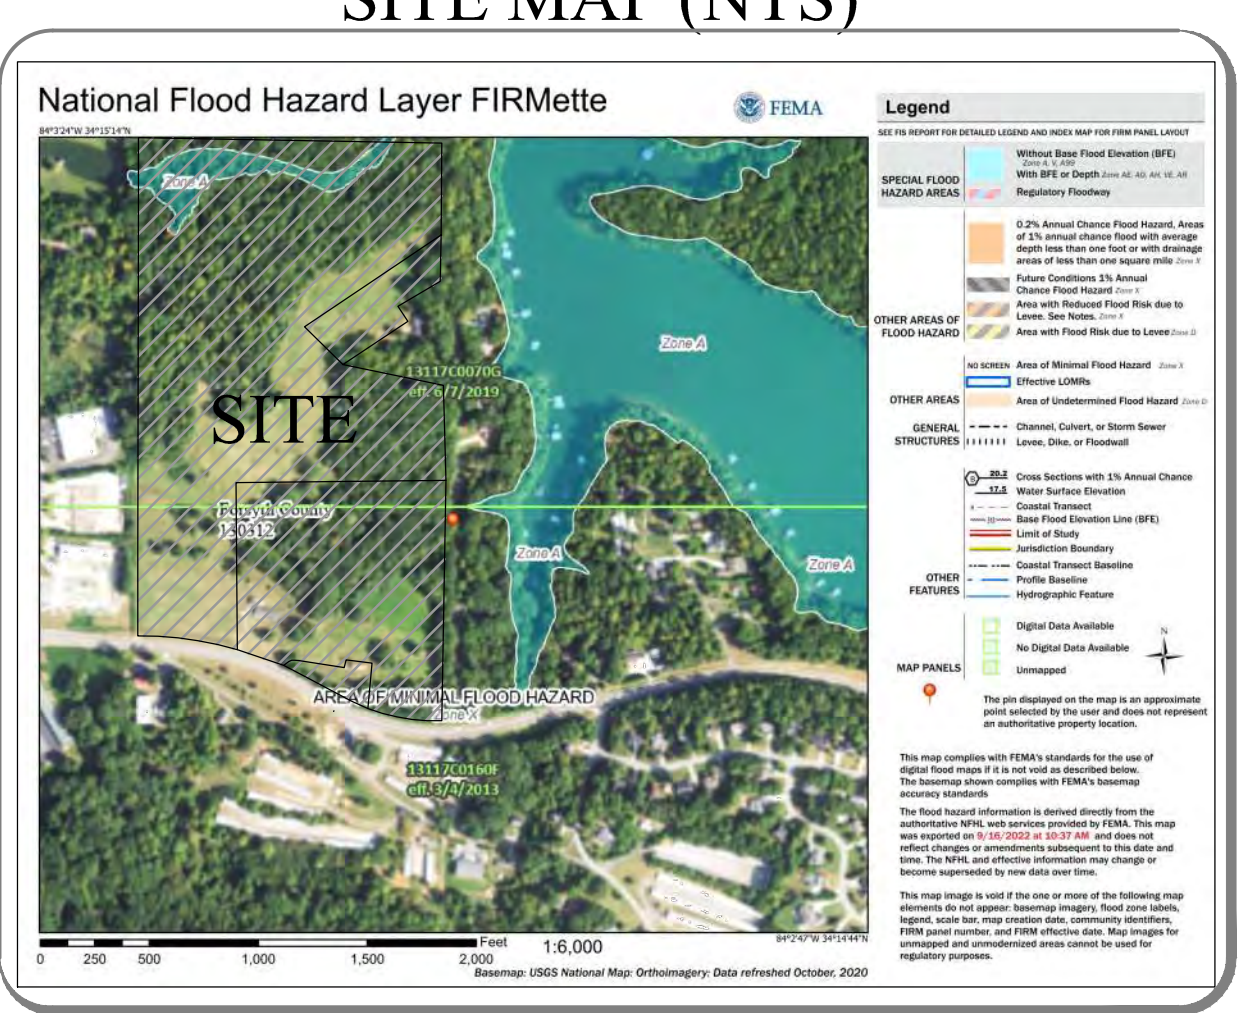 SITE MAP (NTS)
National Flood Hazard Layer FIRMette
FEMA
84°3'24"W 34°15'14"N
Zone A
Zone A
13117C0070G
eff. 6/7/2019
SITE
Forsyth County
130312
Zone A
Zone A
AREA OF MINIMAL FLOOD HAZARD
Zone X
13117C0160F
eff. 3/4/2013
84°2'47"W 34°14'44"N
Feet
1:6,000
0 250 500 1,000 1,500 2,000
Basemap: USGS National Map: Orthoimagery: Data refreshed October, 2020
Legend
SEE FIS REPORT FOR DETAILED LEGEND AND INDEX MAP FOR FIRM PANEL LAYOUT
SPECIAL FLOOD
HAZARD AREAS
Without Base Flood Elevation (BFE)
Zone A, V, A99
With BFE or Depth Zone AE, AO, AH, VE, AR
Regulatory Floodway
0.2% Annual Chance Flood Hazard, Areas
of 1% annual chance flood with average
depth less than one foot or with drainage
areas of less than one square mile Zone X
Future Conditions 1% Annual
Chance Flood Hazard Zone X
Area with Reduced Flood Risk due to
Levee. See Notes. Zone X
Area with Flood Risk due to Levee Zone D
OTHER AREAS OF
FLOOD HAZARD
NO SCREEN Area of Minimal Flood Hazard Zone X
Effective LOMRs
OTHER AREAS
Area of Undetermined Flood Hazard Zone D
GENERAL
STRUCTURES
Channel, Culvert, or Storm Sewer
Levee, Dike, or Floodwall
B 20.2 Cross Sections with 1% Annual Chance
17.5 Water Surface Elevation
8 Coastal Transect
Base Flood Elevation Line (BFE)
Limit of Study
Jurisdiction Boundary
Coastal Transect Baseline
OTHER
FEATURES
Profile Baseline
Hydrographic Feature
Digital Data Available
No Digital Data Available
Unmapped
MAP PANELS
N
The pin displayed on the map is an approximate
point selected by the user and does not represent
an authoritative property location.
This map complies with FEMA's standards for the use of
digital flood maps if it is not void as described below.
The basemap shown complies with FEMA's basemap
accuracy standards
The flood hazard information is derived directly from the
authoritative NFHL web services provided by FEMA. This map
was exported on 9/16/2022 at 10:37 AM and does not
reflect changes or amendments subsequent to this date and
time. The NFHL and effective information may change or
become superseded by new data over time.
This map image is void if the one or more of the following map
elements do not appear: basemap imagery, flood zone labels,
legend, scale bar, map creation date, community identifiers,
FIRM panel number, and FIRM effective date. Map images for
unmapped and unmodernized areas cannot be used for
regulatory purposes.